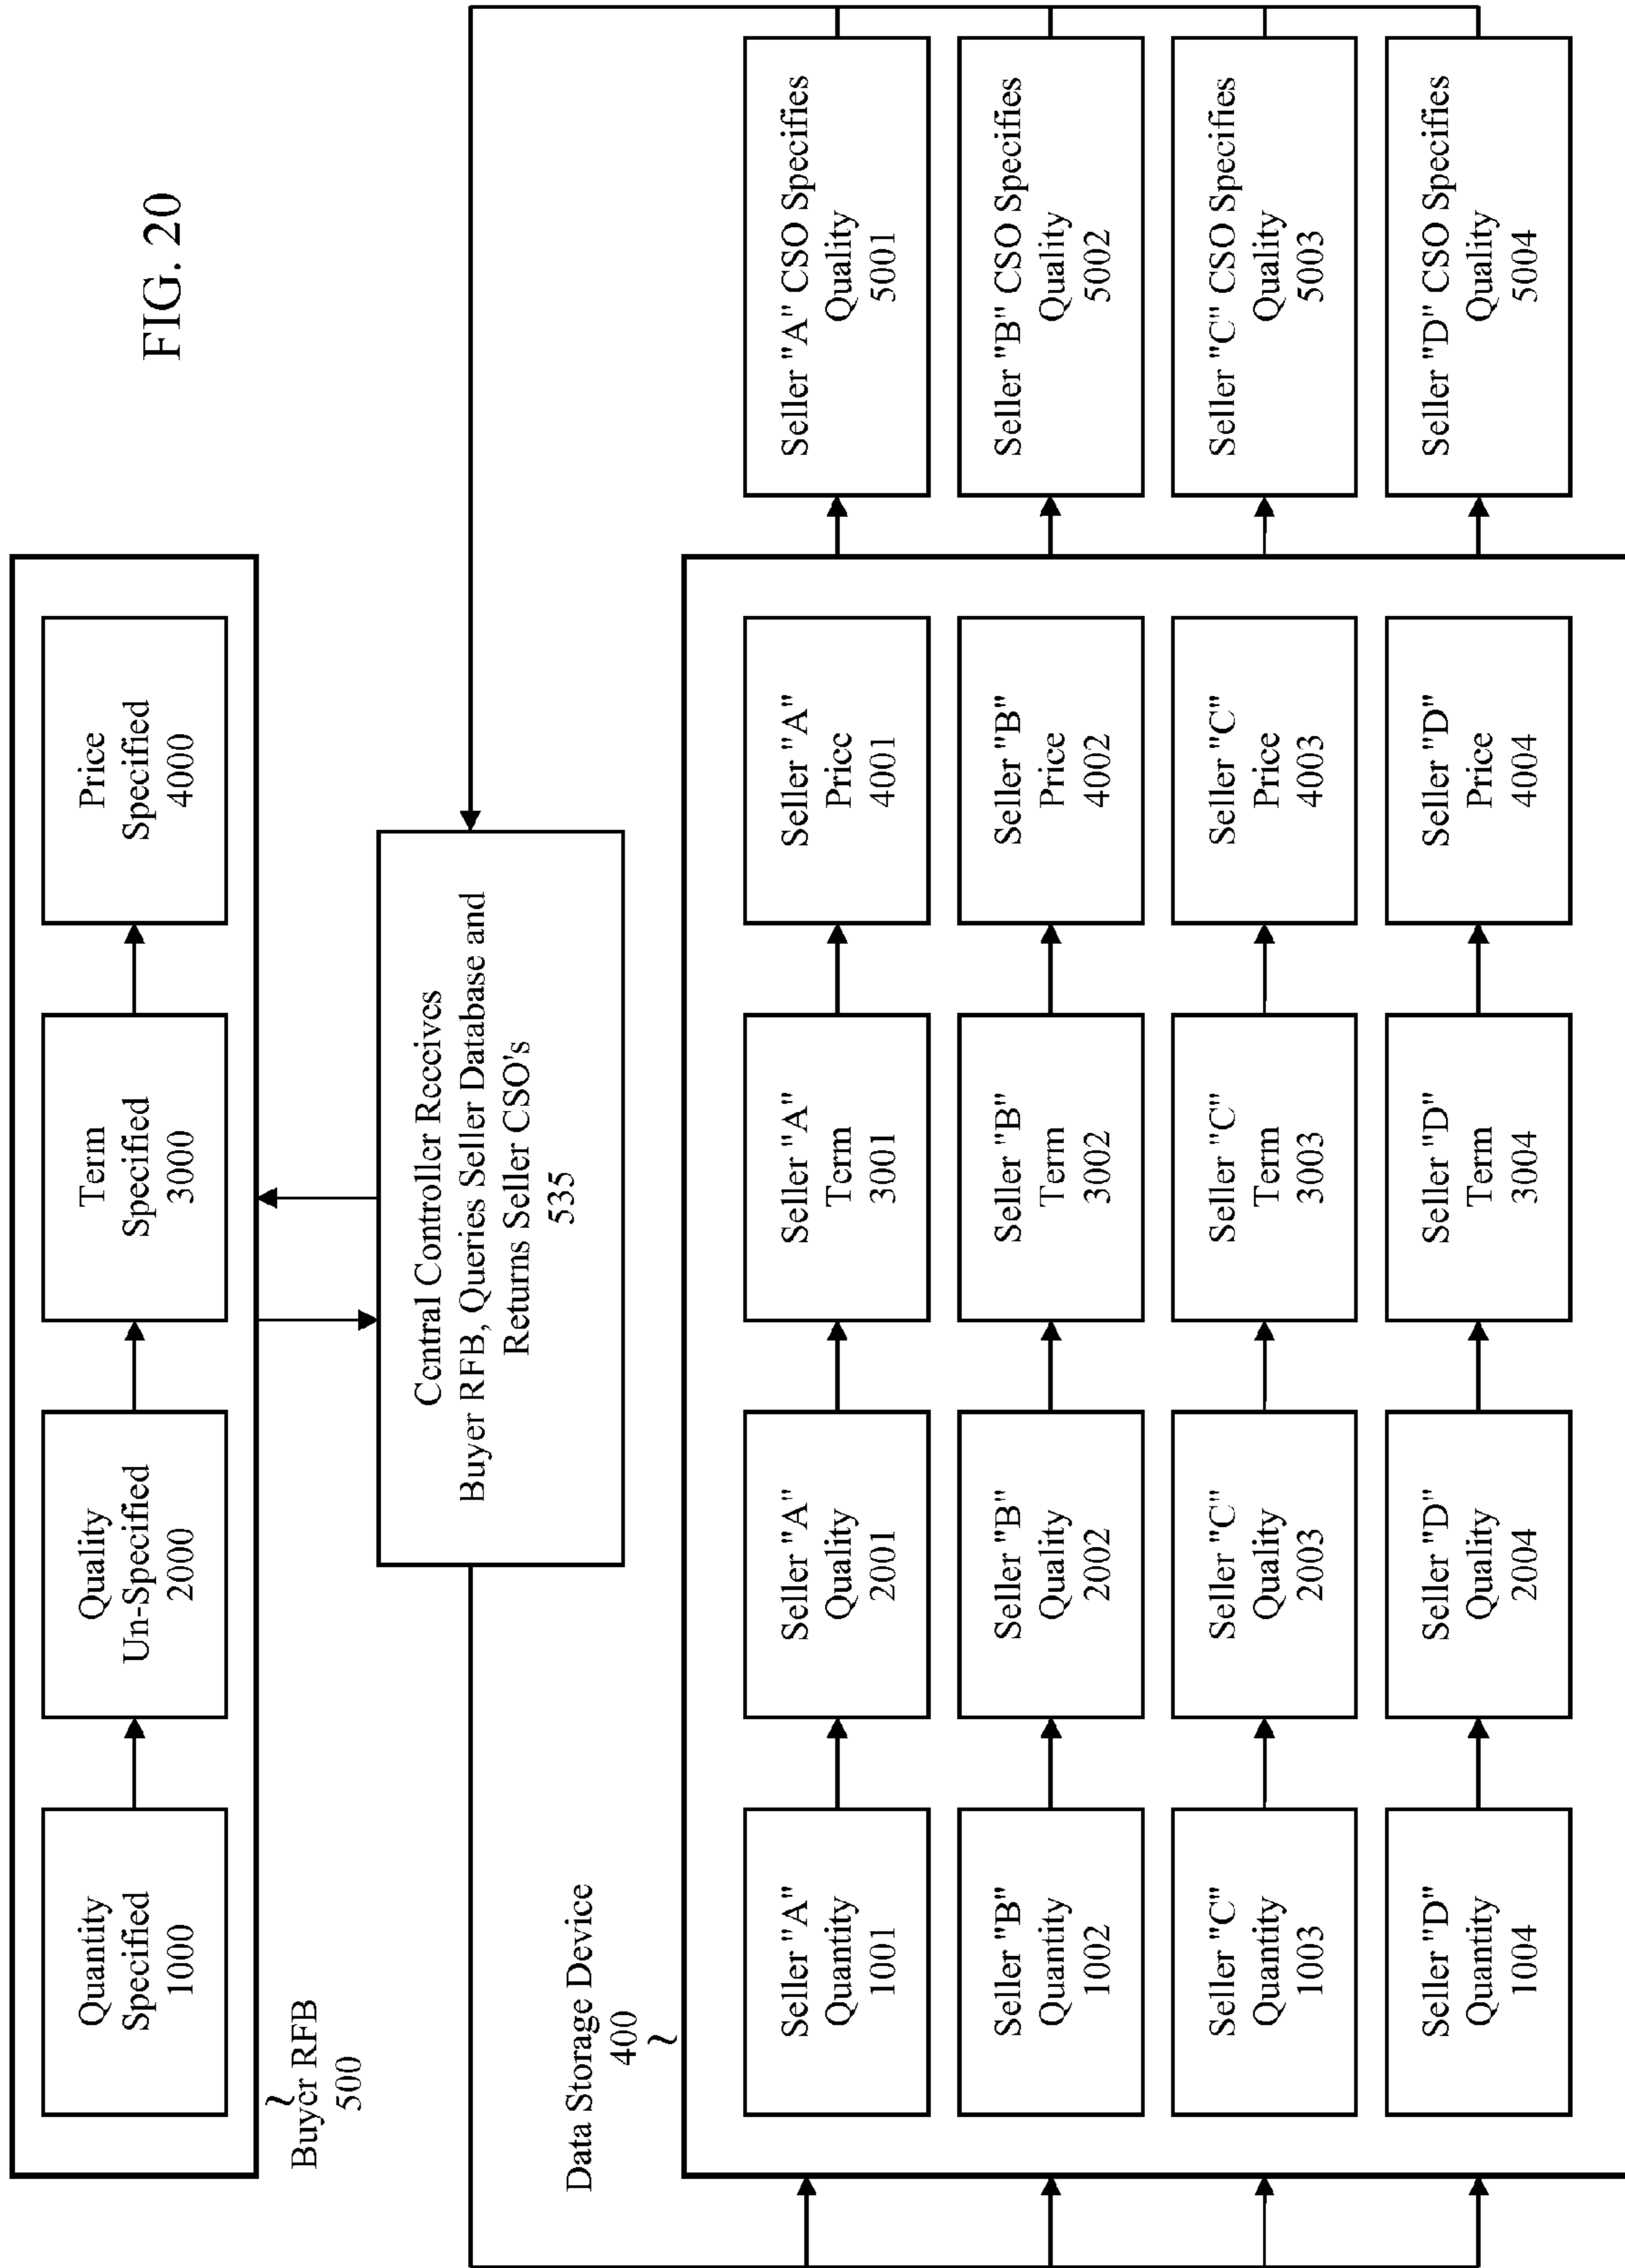 FIG. 20
Quantity
Specified
1000
Quality
Un-Specified
2000
Term
Specified
3000
Price
Specified
4000
Buyer RFB
500
Central Controller Receives
Buyer RFB, Queries Seller Database and
Returns Seller CSO's
535
Data Storage Device
400
Seller "A"
Quantity
1001
Seller "A"
Quality
2001
Seller "A"
Term
3001
Seller "A"
Price
4001
Seller "A" CSO Specifies
Quality
5001
Seller "B"
Quantity
1002
Seller "B"
Quality
2002
Seller "B"
Term
3002
Seller "B"
Price
4002
Seller "B" CSO Specifies
Quality
5002
Seller "C"
Quantity
1003
Seller "C"
Quality
2003
Seller "C"
Term
3003
Seller "C"
Price
4003
Seller "C" CSO Specifies
Quality
5003
Seller "D"
Quantity
1004
Seller "D"
Quality
2004
Seller "D"
Term
3004
Seller "D"
Price
4004
Seller "D" CSO Specifies
Quality
5004